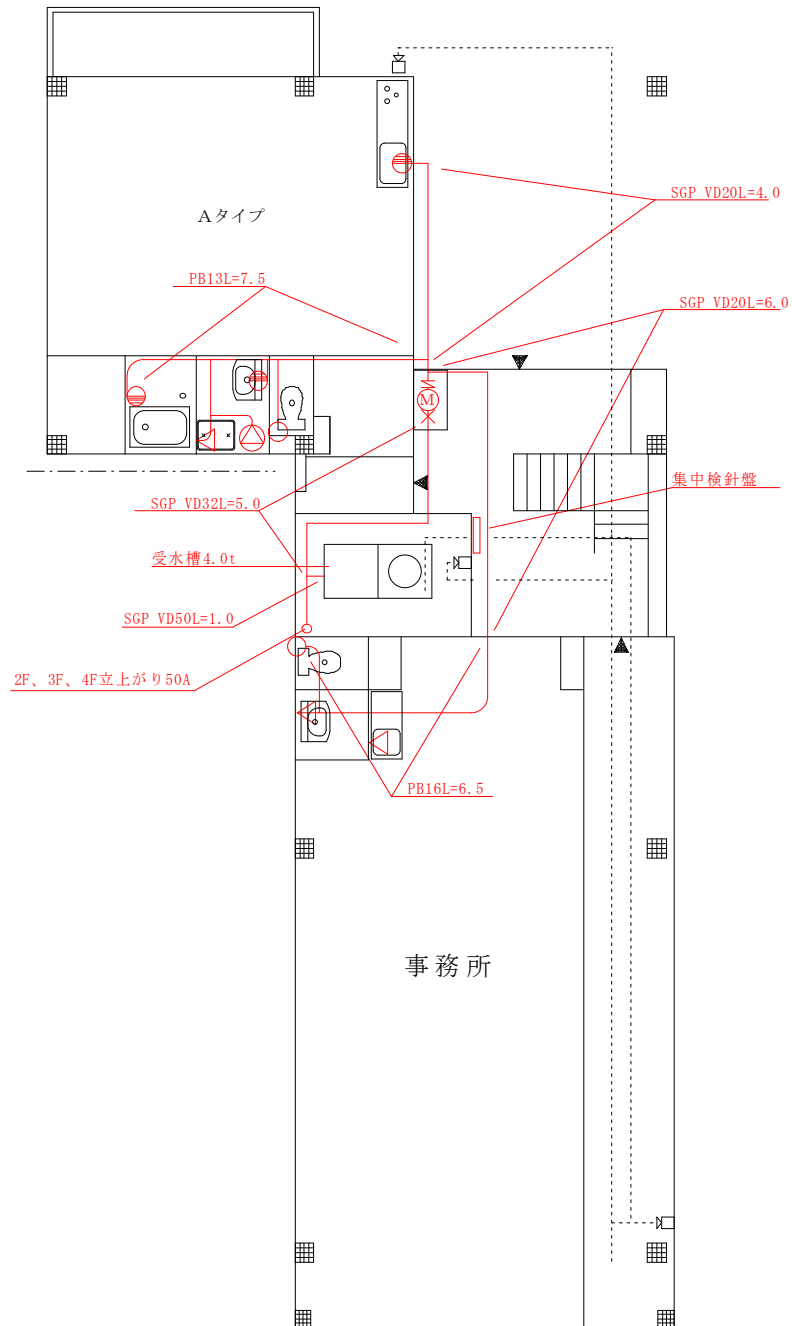 SGP VD20L=4.0
Aタイプ
PB13L=7.5
SGP VD20L=6.0
M
集中検針盤
SGP VD32L=5.0
受水槽4.0t
SGP VD50L=1.0
2F、3F、4F立上がり50A
PB16L=6.5
事務所